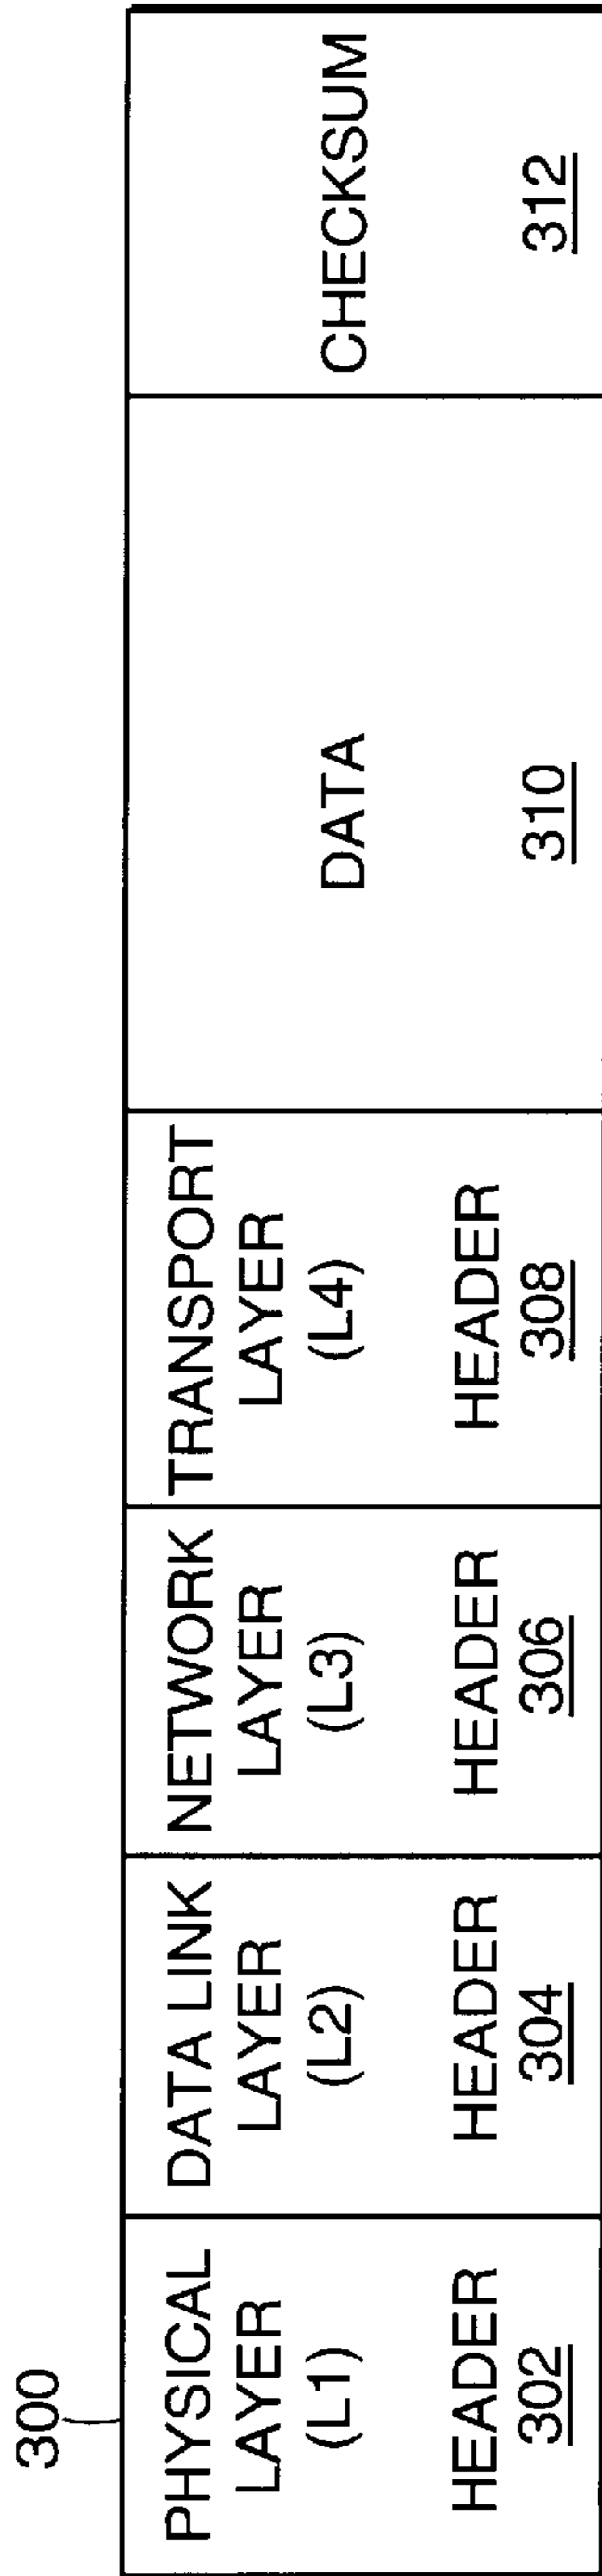 300
PHYSICAL
LAYER
(L1)
HEADER
302
DATA LINK
LAYER
(L2)
HEADER
304
NETWORK
LAYER
(L3)
HEADER
306
TRANSPORT
LAYER
(L4)
HEADER
308
DATA
310
CHECKSUM
312